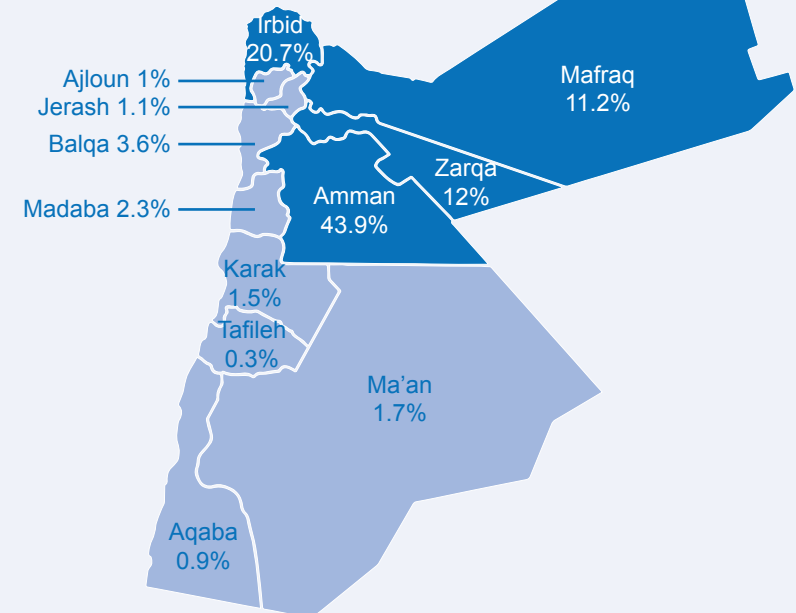 Irbid
20.7%
Ajloun 1%
Jerash 1.1%
Balqa 3.6%
Madaba 2.3%
Mafraq
11.2%
Zarqa
12%
Amman
43.9%
Karak
1.5%
Tafileh
0.3%
Ma’an
1.7%
Aqaba
0.9%